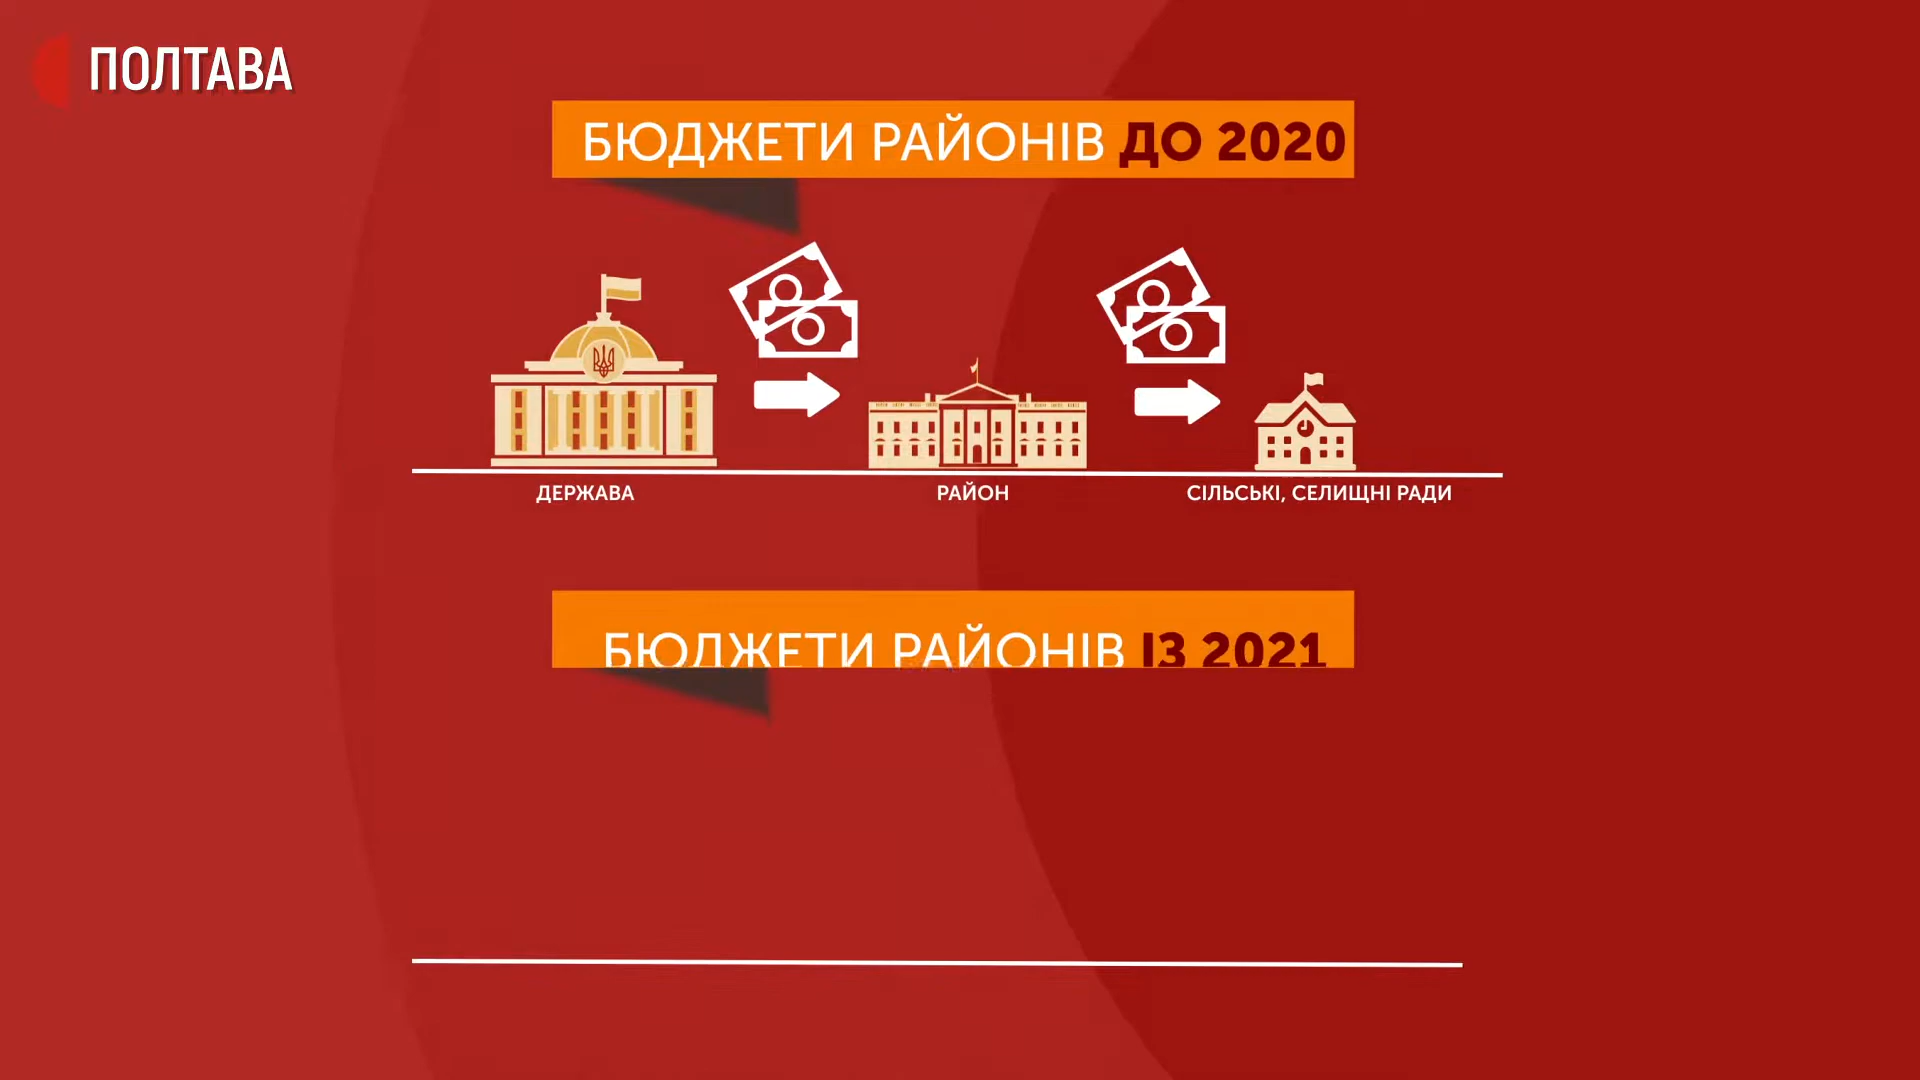 ПОЛТАВА
БЮДЖЕТИ РАЙОНІВ ДО 2020
ДЕРЖАВА
РАЙОН
СІЛЬСЬКІ, СЕЛИЩНІ РАДИ
БЮДЖЕТИ РАЙОНІВ ІЗ 2021